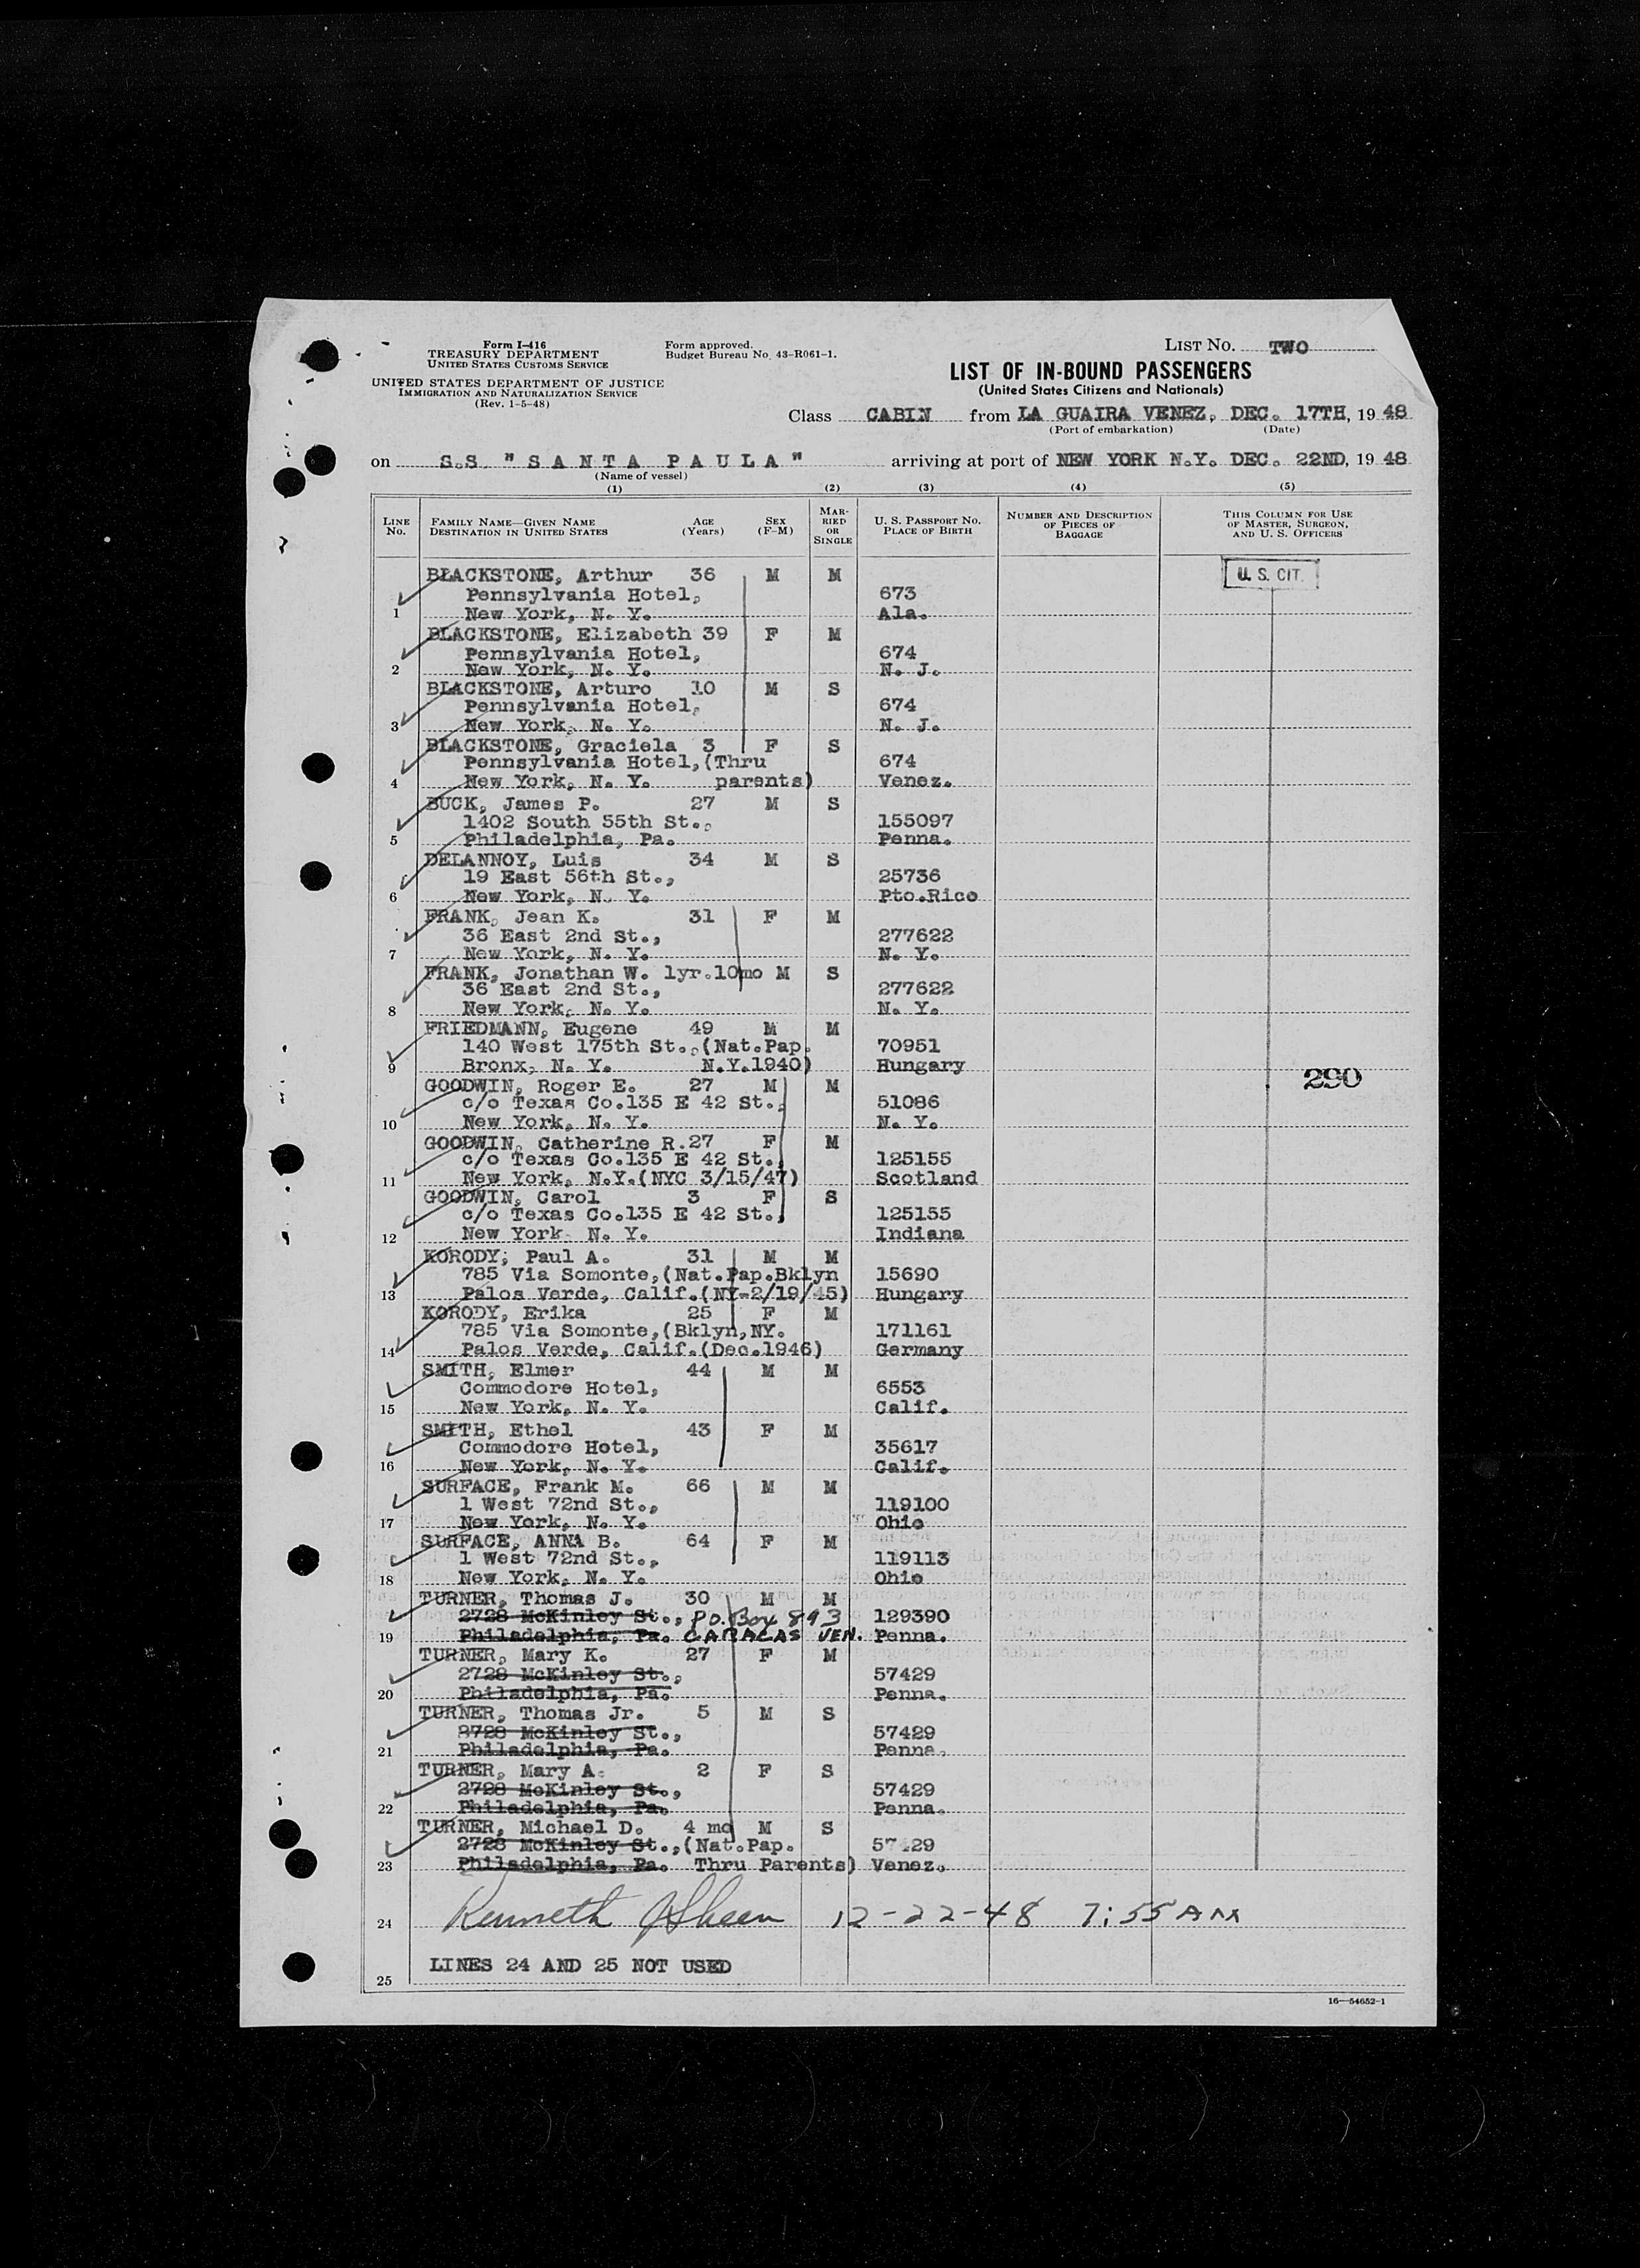 Form I-416
TREASURY DEPARTMENT
UNITED STATES CUSTOMS SERVICE
UNITED STATES DEPARTMENT OF JUSTICE
IMMIGRATION AND NATURALIZATION SERVICE
(Rev. 1-5-48)
Form approved.
Budget Bureau No. 43-R061-1.
LIST No. TWO
LIST OF IN-BOUND PASSENGERS
(United States Citizens and Nationals)
Class CABIN from LA GUAIRA VENEZ, DEC. 17TH, 1948
(Port of embarkation) (Date)
on S.S. "SANTA PAULA" arriving at port of NEW YORK N.Y. DEC. 22ND, 1948
(Name of vessel)
(1) (2) (3) (4) (5)
LINE No. FAMILY NAME—GIVEN NAME DESTINATION IN UNITED STATES AGE (Years) SEX (F-M) MARRIED OR SINGLE U. S. PASSPORT No. PLACE OF BIRTH NUMBER AND DESCRIPTION OF PIECES OF BAGGAGE THIS COLUMN FOR USE OF MASTER, SURGEON, AND U. S. OFFICERS
U. S. CIT.
BLACKSTONE, Arthur 36 M M
Pennsylvania Hotel, 673
1 New York, N. Y. Ala.
BLACKSTONE, Elizabeth 39 F M
Pennsylvania Hotel, 674
2 New York, N. Y. N. J.
BLACKSTONE, Arturo 10 M S
Pennsylvania Hotel, 674
3 New York, N. Y. N. J.
BLACKSTONE, Graciela 3 F S
Pennsylvania Hotel, (Thru 674
4 New York, N. Y. parents) Venez.
BUCK, James P. 27 M S
1402 South 55th St., 155097
5 Philadelphia, Pa. Penna.
DELANNOY, Luis 34 M S
19 East 56th St., 25736
6 New York, N. Y. Pto.Rico
FRANK, Jean K. 31 F M
36 East 2nd St., 277622
7 New York, N. Y. N. Y.
FRANK, Jonathan W. 1yr.10mo M S
36 East 2nd St., 277622
8 New York, N. Y. N. Y.
FRIEDMANN, Eugene 49 M M
140 West 175th St., (Nat.Pap. 70951
9 Bronx, N. Y. N.Y.1940) Hungary
290
GOODWIN, Roger E. 27 M M
c/o Texas Co.135 E 42 St., 51086
10 New York, N. Y. N. Y.
GOODWIN, Catherine R. 27 F M
c/o Texas Co.135 E 42 St., 125155
11 New York, N.Y.(NYC 3/15/47) Scotland
GOODWIN, Carol 3 F S
c/o Texas Co.135 E 42 St., 125155
12 New York N. Y. Indiana
KORODY, Paul A. 31 M M
785 Via Somonte,(Nat.Pap.Bklyn 15690
13 Palos Verde, Calif.(NY-2/19/45) Hungary
KORODY, Erika 25 F M
785 Via Somonte,(Bklyn,NY. 171161
14 Palos Verde, Calif.(Dec.1946) Germany
SMITH, Elmer 44 M M
Commodore Hotel, 6553
15 New York, N. Y. Calif.
SMITH, Ethel 43 F M
Commodore Hotel, 35617
16 New York, N. Y. Calif.
SURFACE, Frank M. 66 M M
1 West 72nd St., 119100
17 New York, N. Y. Ohio
SURFACE, ANNA B. 64 F M
1 West 72nd St., 119113
18 New York, N. Y. Ohio
TURNER, Thomas J. 30 M M
2728 McKinley St., P.O. Box 893 129390
19 Philadelphia, Pa. CARACAS VEN. Penna.
TURNER, Mary K. 27 F M
2728 McKinley St., 57429
20 Philadelphia, Pa. Penna.
TURNER, Thomas Jr. 5 M S
2728 McKinley St., 57429
21 Philadelphia, Pa. Penna.
TURNER, Mary A. 2 F S
2728 McKinley St., 57429
22 Philadelphia, Pa. Penna.
TURNER, Michael D. 4 mo M S
2728 McKinley St.,(Nat.Pap. 57429
23 Philadelphia, Pa. Thru Parents) Venez.
24 Kenneth 12-22-48 7:55 AM
LINES 24 AND 25 NOT USED
25
16—54652-1